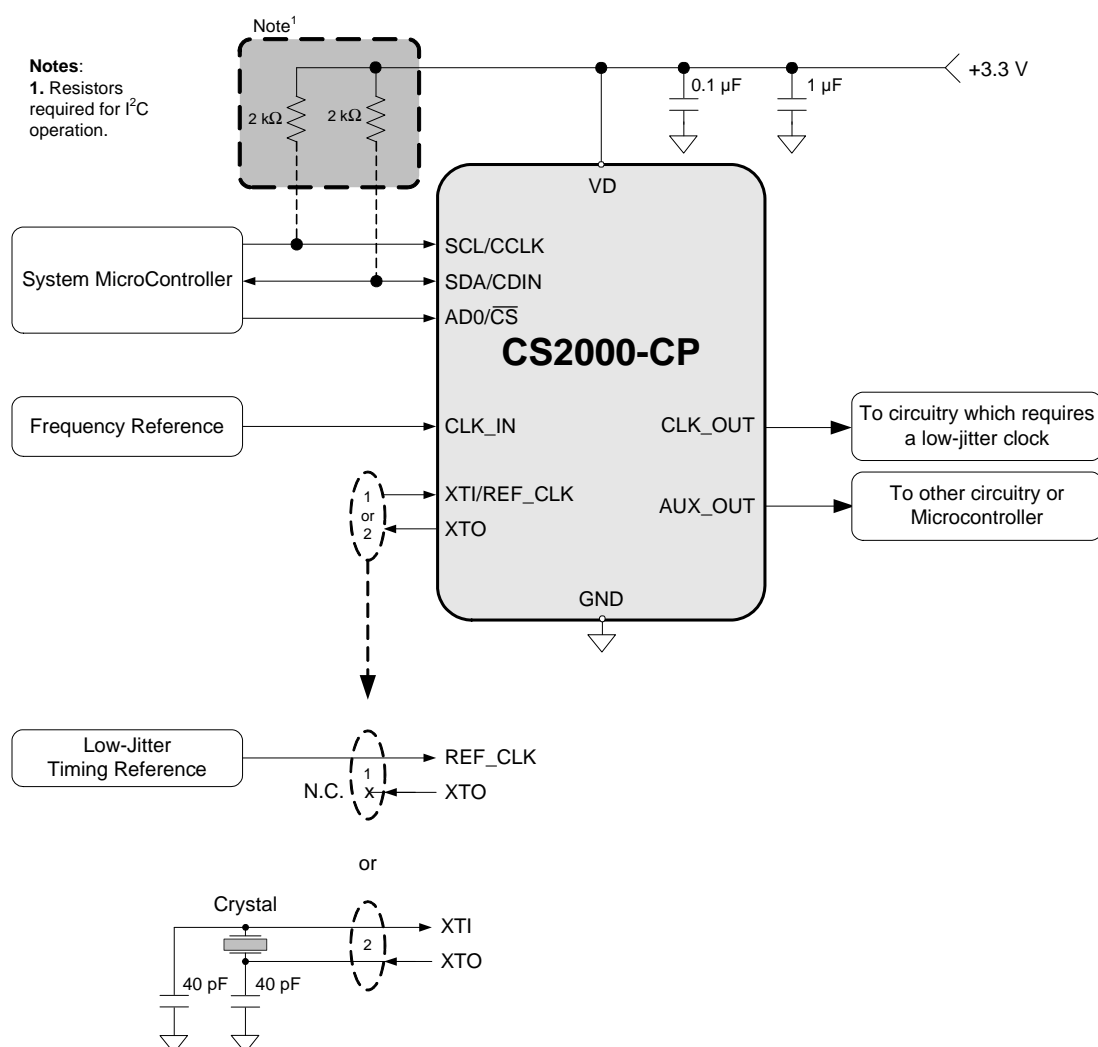 Note¹
Notes:
1. Resistors
required for I²C
operation.
+3.3 V
0.1 µF
1 µF
2 kΩ
2 kΩ
VD
System MicroController
SCL/CCLK
SDA/CDIN
AD0/C̅S̅
CS2000-CP
Frequency Reference
CLK_IN
CLK_OUT
To circuitry which requires
a low-jitter clock
1
or
2
XTI/REF_CLK
XTO
AUX_OUT
To other circuitry or
Microcontroller
GND
Low-Jitter
Timing Reference
REF_CLK
1
N.C.
x
XTO
or
Crystal
XTI
2
XTO
40 pF
40 pF